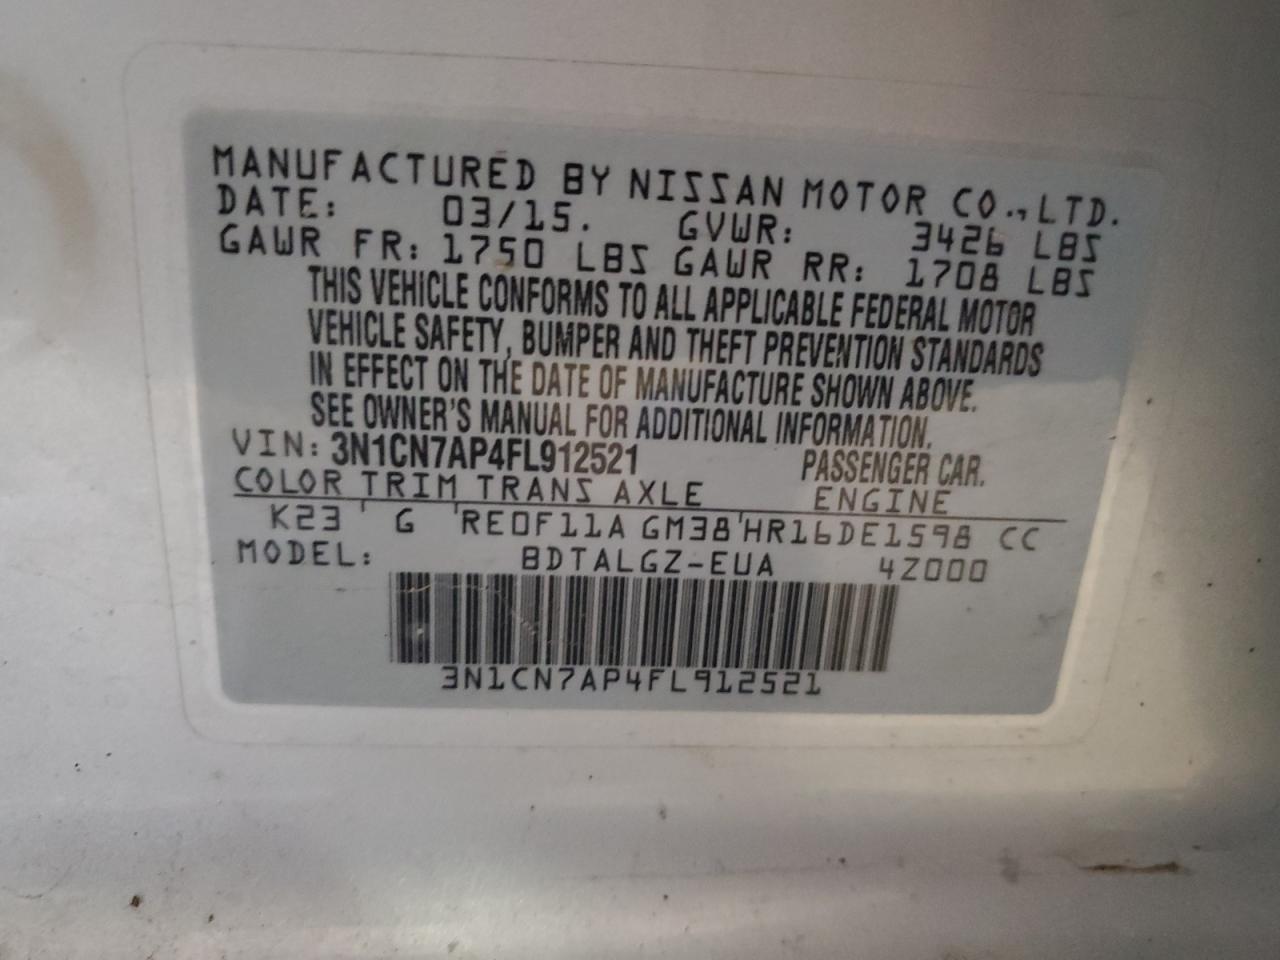 MANUFACTURED BY NISSAN MOTOR CO.,LTD.
DATE: 03/15. GVWR: 3426 LBS
GAWR FR: 1750 LBS GAWR RR: 1708 LBS
THIS VEHICLE CONFORMS TO ALL APPLICABLE FEDERAL MOTOR
VEHICLE SAFETY, BUMPER AND THEFT PREVENTION STANDARDS
IN EFFECT ON THE DATE OF MANUFACTURE SHOWN ABOVE.
SEE OWNER'S MANUAL FOR ADDITIONAL INFORMATION.
VIN: 3N1CN7AP4FL912521 PASSENGER CAR.
COLOR TRIM TRANS AXLE ENGINE
K23 G RE0F11A GM38 HR16DE1598 CC
MODEL: BDTALGZ-EUA 4Z000
3N1CN7AP4FL912521